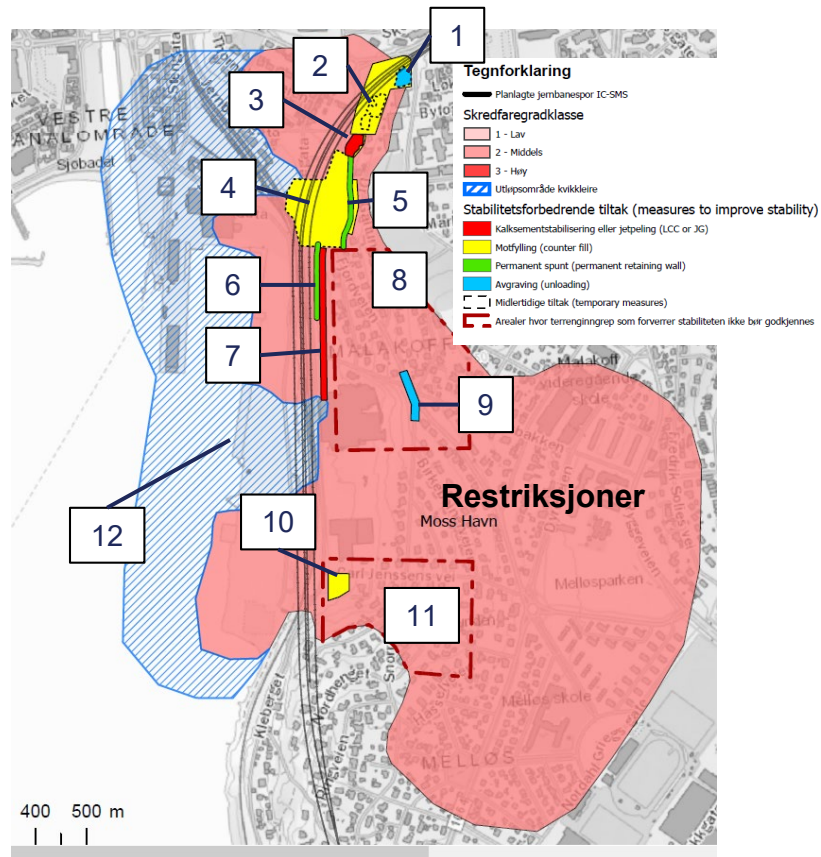 1
2
3
4
5
6
7
8
9
10
11
12
Tegnforklaring
Planlagte jernbanespor IC-SMS
Skredfaregradklasse
1 - Lav
2 - Middels
3 - Høy
Utløpsområde kvikkleire
Stabilitetsforbedrende tiltak (measures to improve stability)
Kalksementstabilisering eller jetpeling (LCC or JG)
Motfylling (counter fill)
Permanent spunt (permanent retaining wall)
Avgraving (unloading)
Midlertidige tiltak (temporary measures)
Arealer hvor terrenginngrep som forverrer stabiliteten ikke bør godkjennes
VESTRE
Sjøbadet
MALAKOFF
Malakoff
videregående
skole
Restriksjoner
Moss Havn
Carl Jenssens vei
Melløsparken
Melløs skole
MELLØS
Kleberget
Ringveien
400 500 m